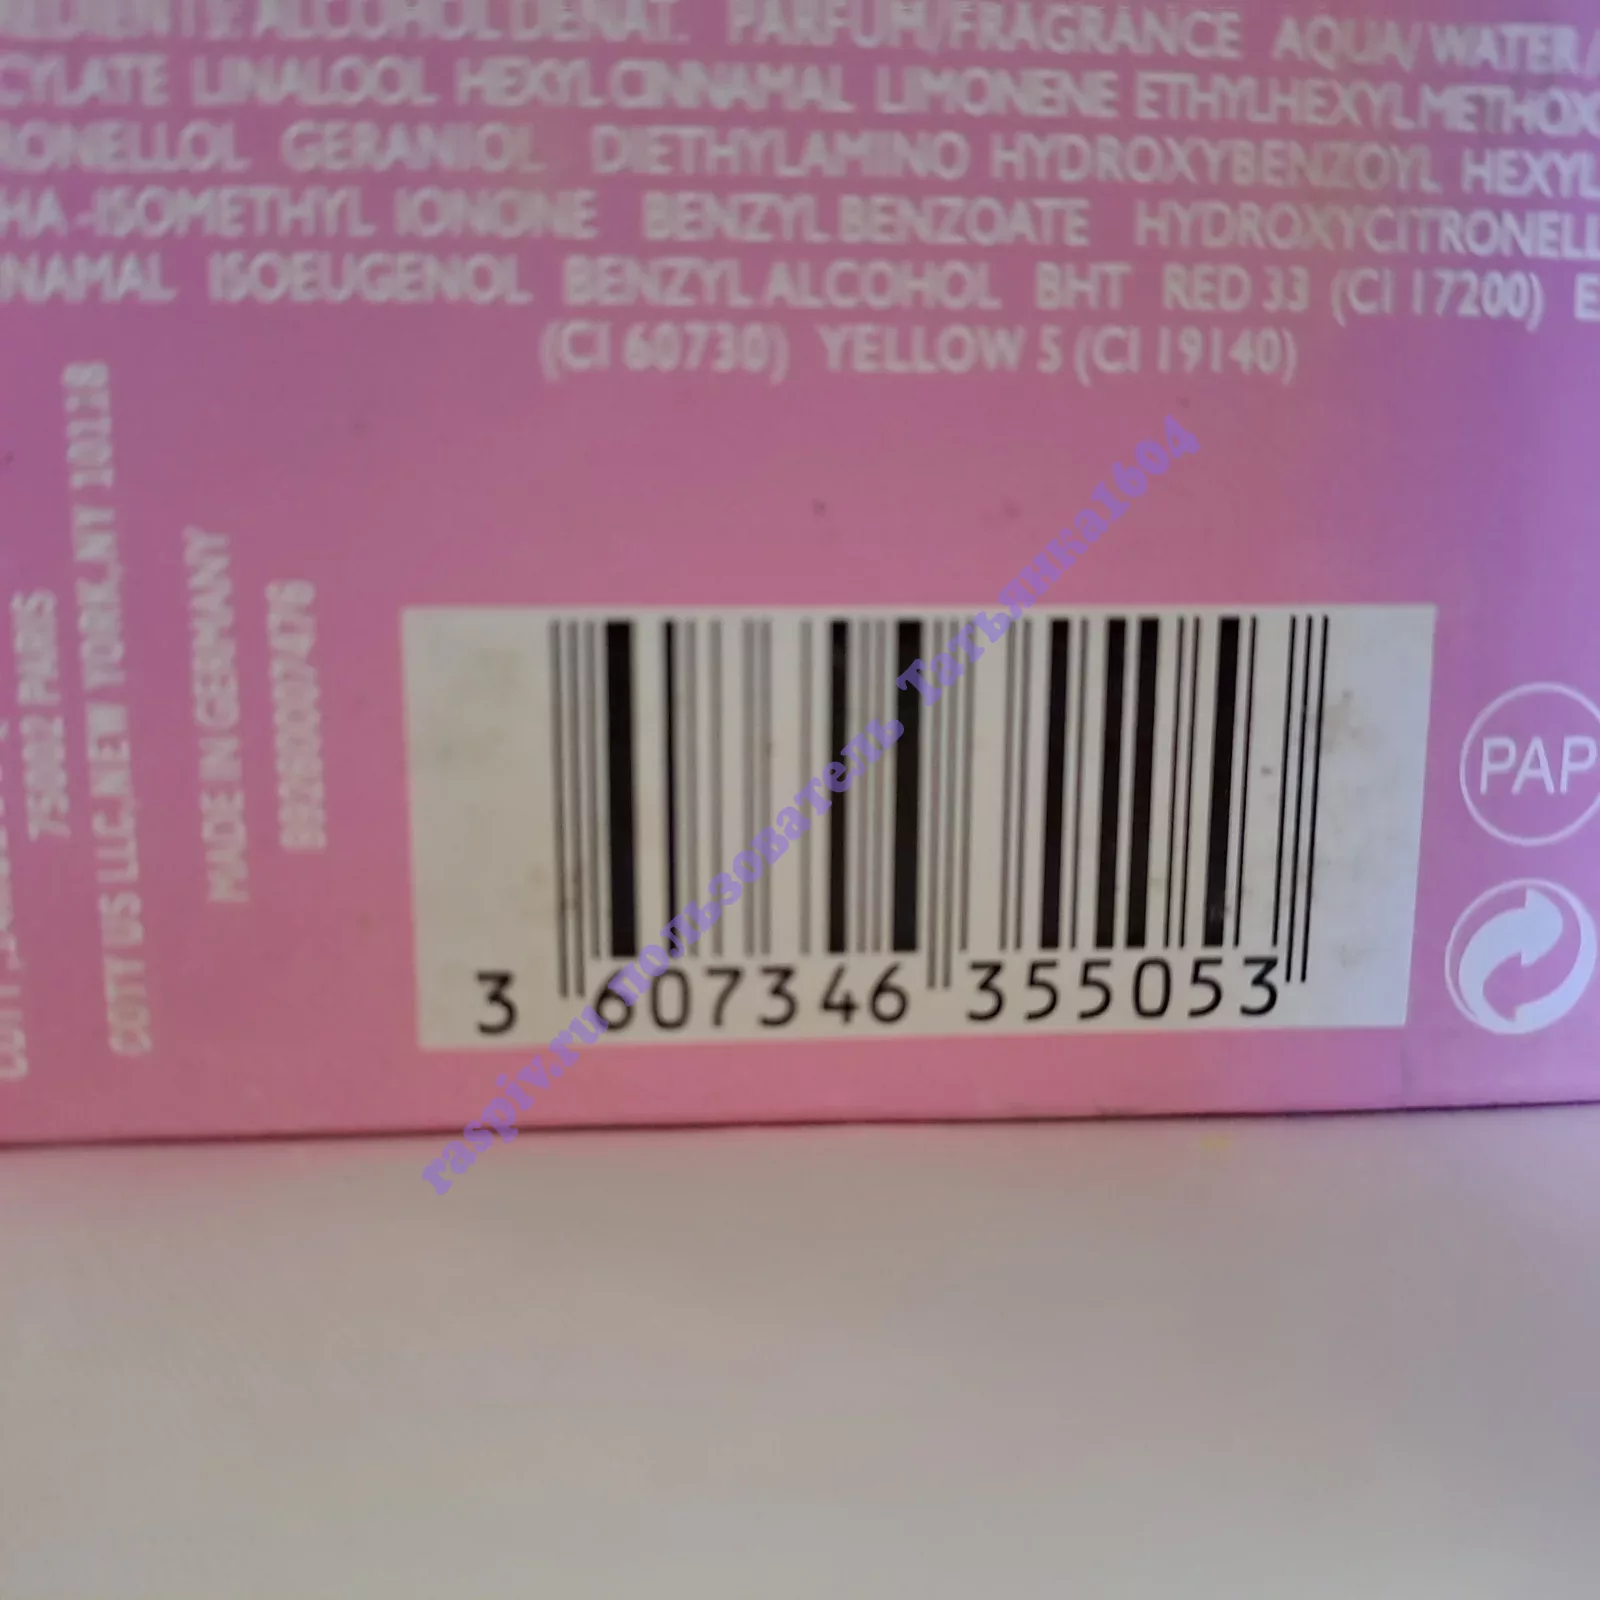 EDIENTS: ALCOHOL DENAT. PARFUM/FRAGRANCE AQUA/WATER/
CYLATE LINALOOL HEXYL CINNAMAL LIMONENE ETHYLHEXYL METHOX
RONELLOL GERANIOL DIETHYLAMINO HYDROXYBENZOYL HEXYL
HA-ISOMETHYL IONONE BENZYL BENZOATE HYDROXYCITRONELL
NAMAL ISOEUGENOL BENZYL ALCOHOL BHT RED 33 (CI 17200) E
(CI 60730) YELLOW 5 (CI 19140)
75002 PARIS
COTY US LLC.NEW YORK,NY 10118
MADE IN GERMANY
3 607346 355053
PAP
raspiv.ru пользователь Татьянка1604